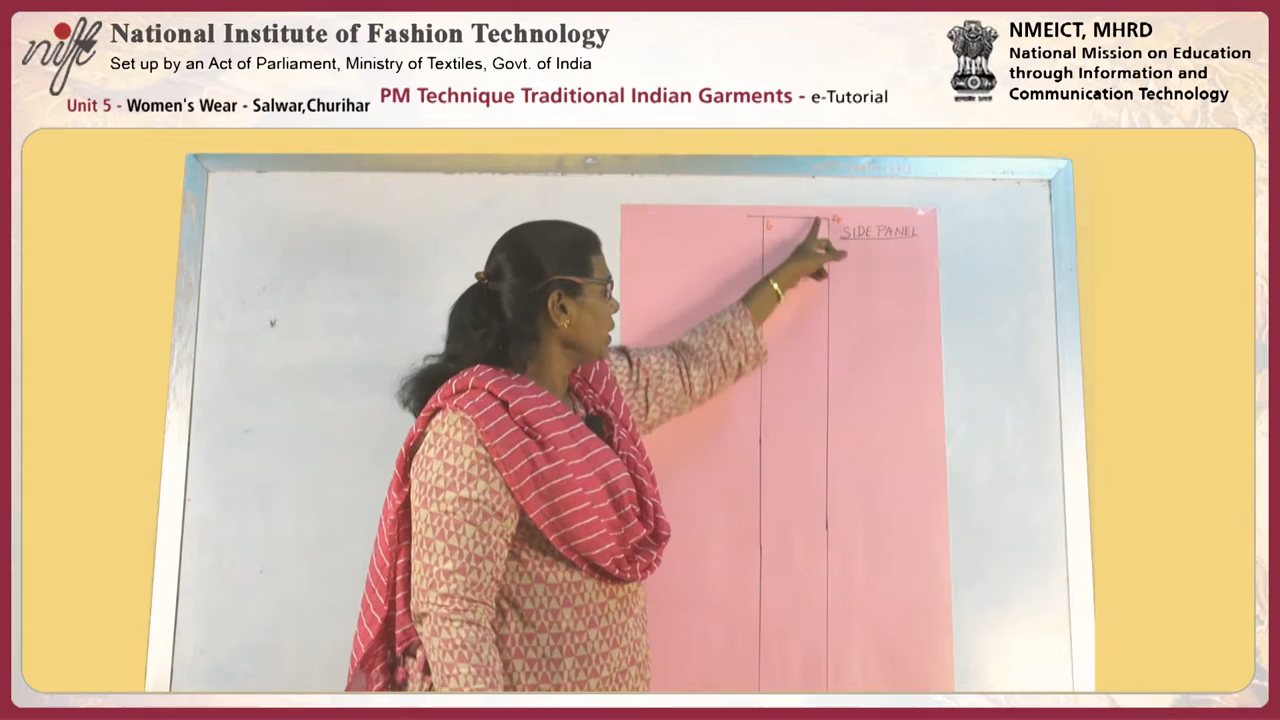 nift
National Institute of Fashion Technology
Set up by an Act of Parliament, Ministry of Textiles, Govt. of India
Unit 5 - Women's Wear - Salwar,Churihar
PM Technique Traditional Indian Garments - e-Tutorial
NMEICT, MHRD
National Mission on Education
through Information and
Communication Technology
6
4
SIDE PANEL